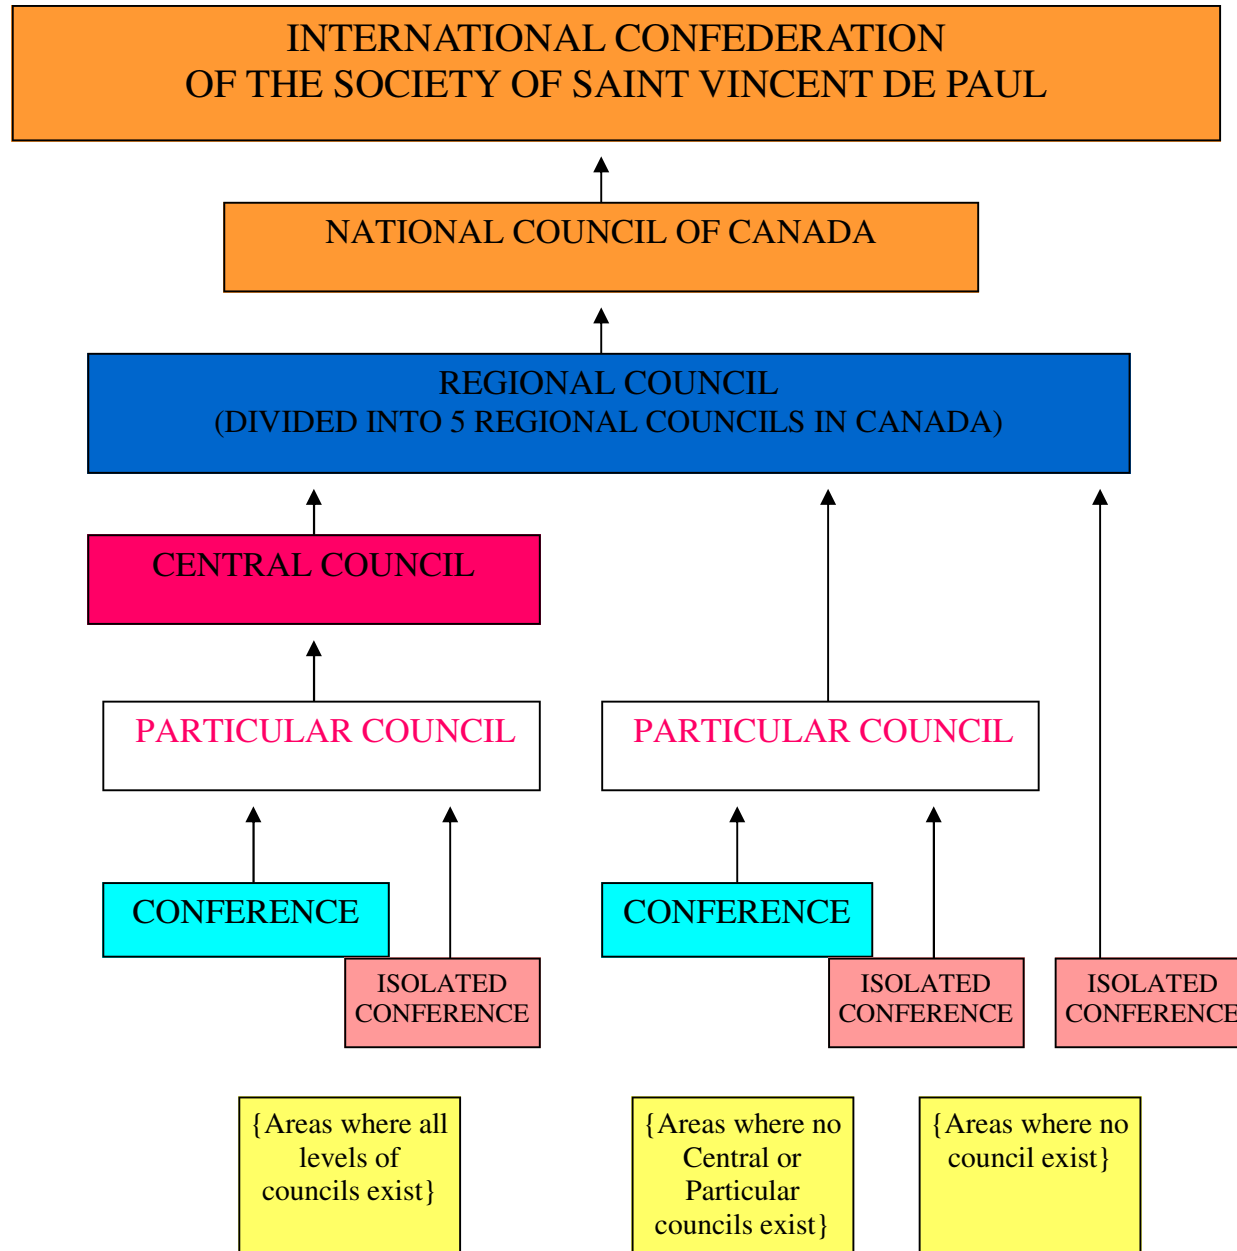 INTERNATIONAL CONFEDERATION
OF THE SOCIETY OF SAINT VINCENT DE PAUL
NATIONAL COUNCIL OF CANADA
REGIONAL COUNCIL
(DIVIDED INTO 5 REGIONAL COUNCILS IN CANADA)
CENTRAL COUNCIL
PARTICULAR COUNCIL
PARTICULAR COUNCIL
CONFERENCE
CONFERENCE
ISOLATED
CONFERENCE
ISOLATED
CONFERENCE
ISOLATED
CONFERENCE
{Areas where all
levels of
councils exist}
{Areas where no
Central or
Particular
councils exist}
{Areas where no
council exist}